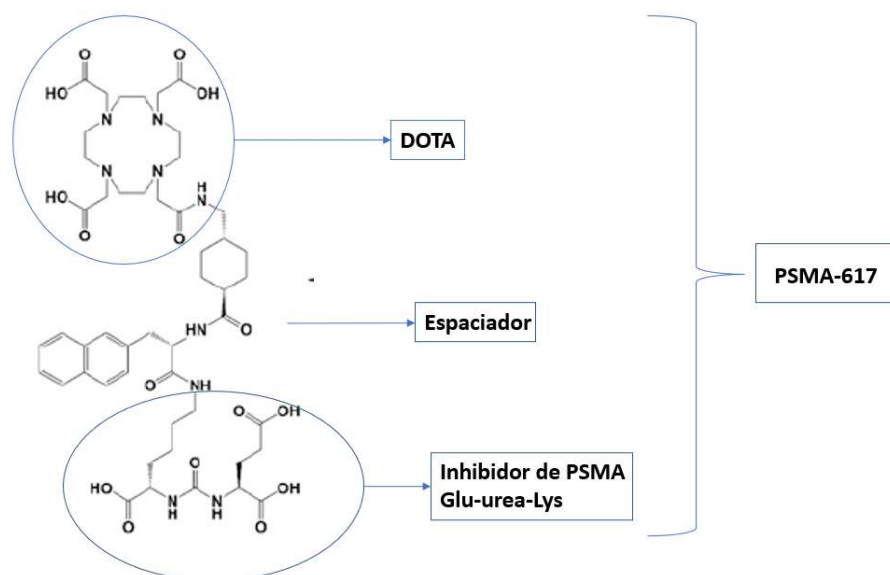 O
O
HO
OH
N
N
N
N
HO
O
O
H
N
DOTA
PSMA-617
HN
O
Espaciador
O
NH
OH
O
O
HO
O
N
H
N
H
OH
O
Inhibidor de PSMA
Glu-urea-Lys